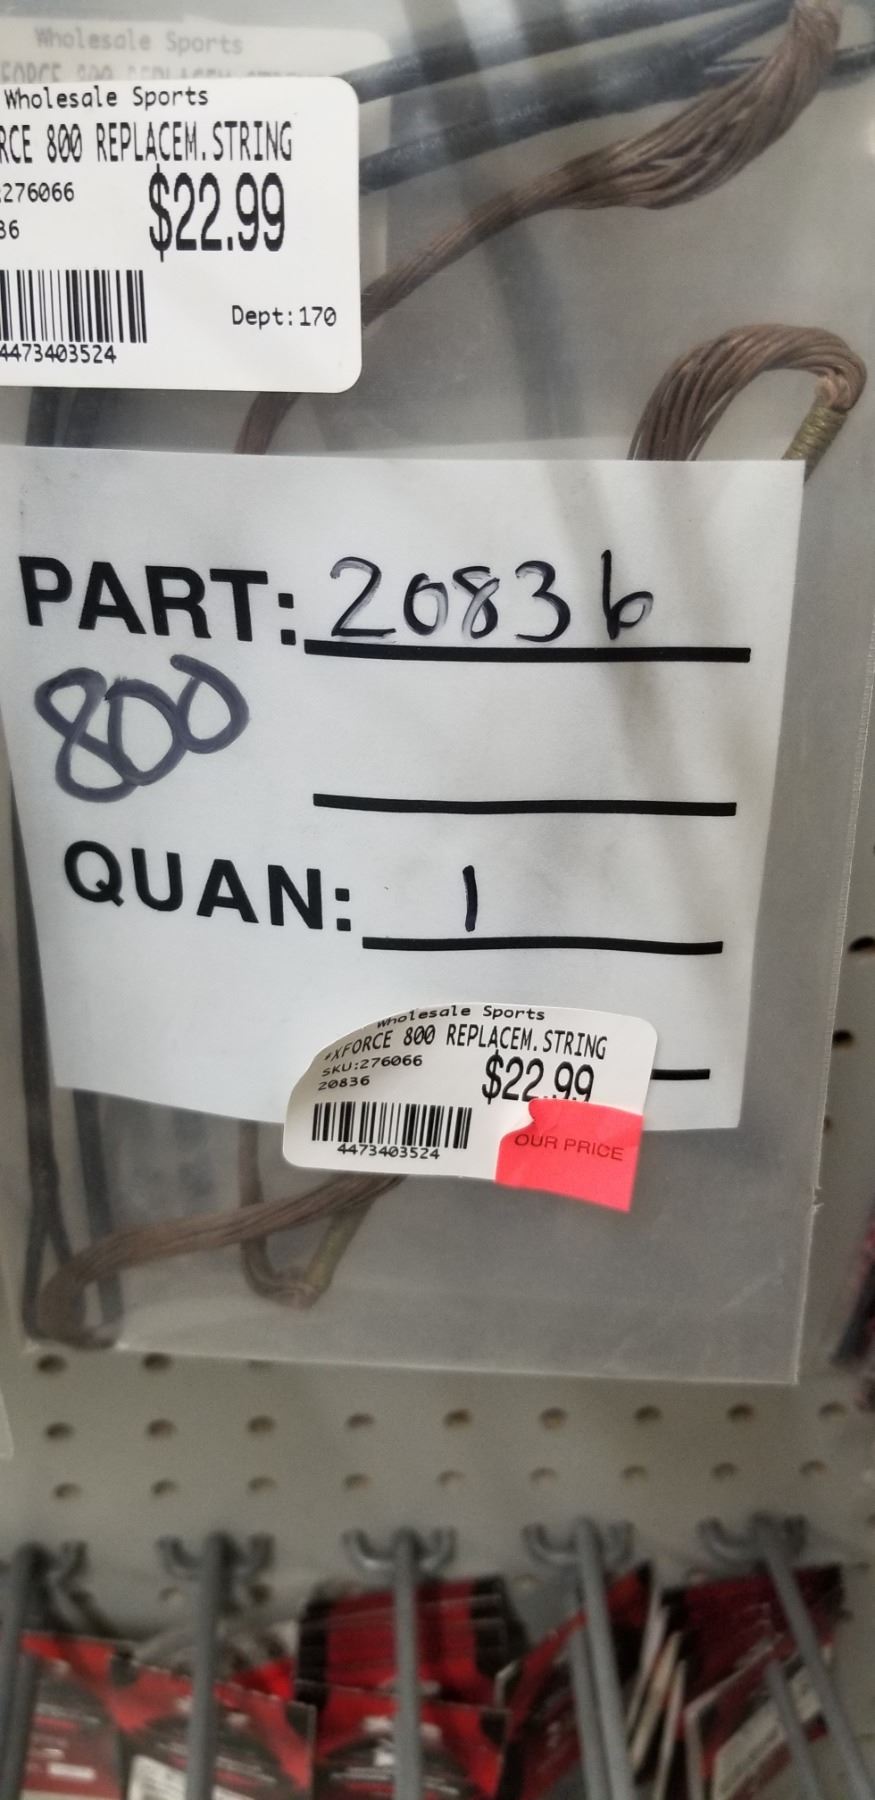 Wholesale Sports
Wholesale Sports
RCE 800 REPLACEM.STRING
:276066
$22.99
36
Dept:170
4473403524
PART: 20836
800
QUAN: 1
Wholesale Sports
*XFORCE 800 REPLACEM.STRING
SKU:276066
$22.99
20836
4473403524
OUR PRICE